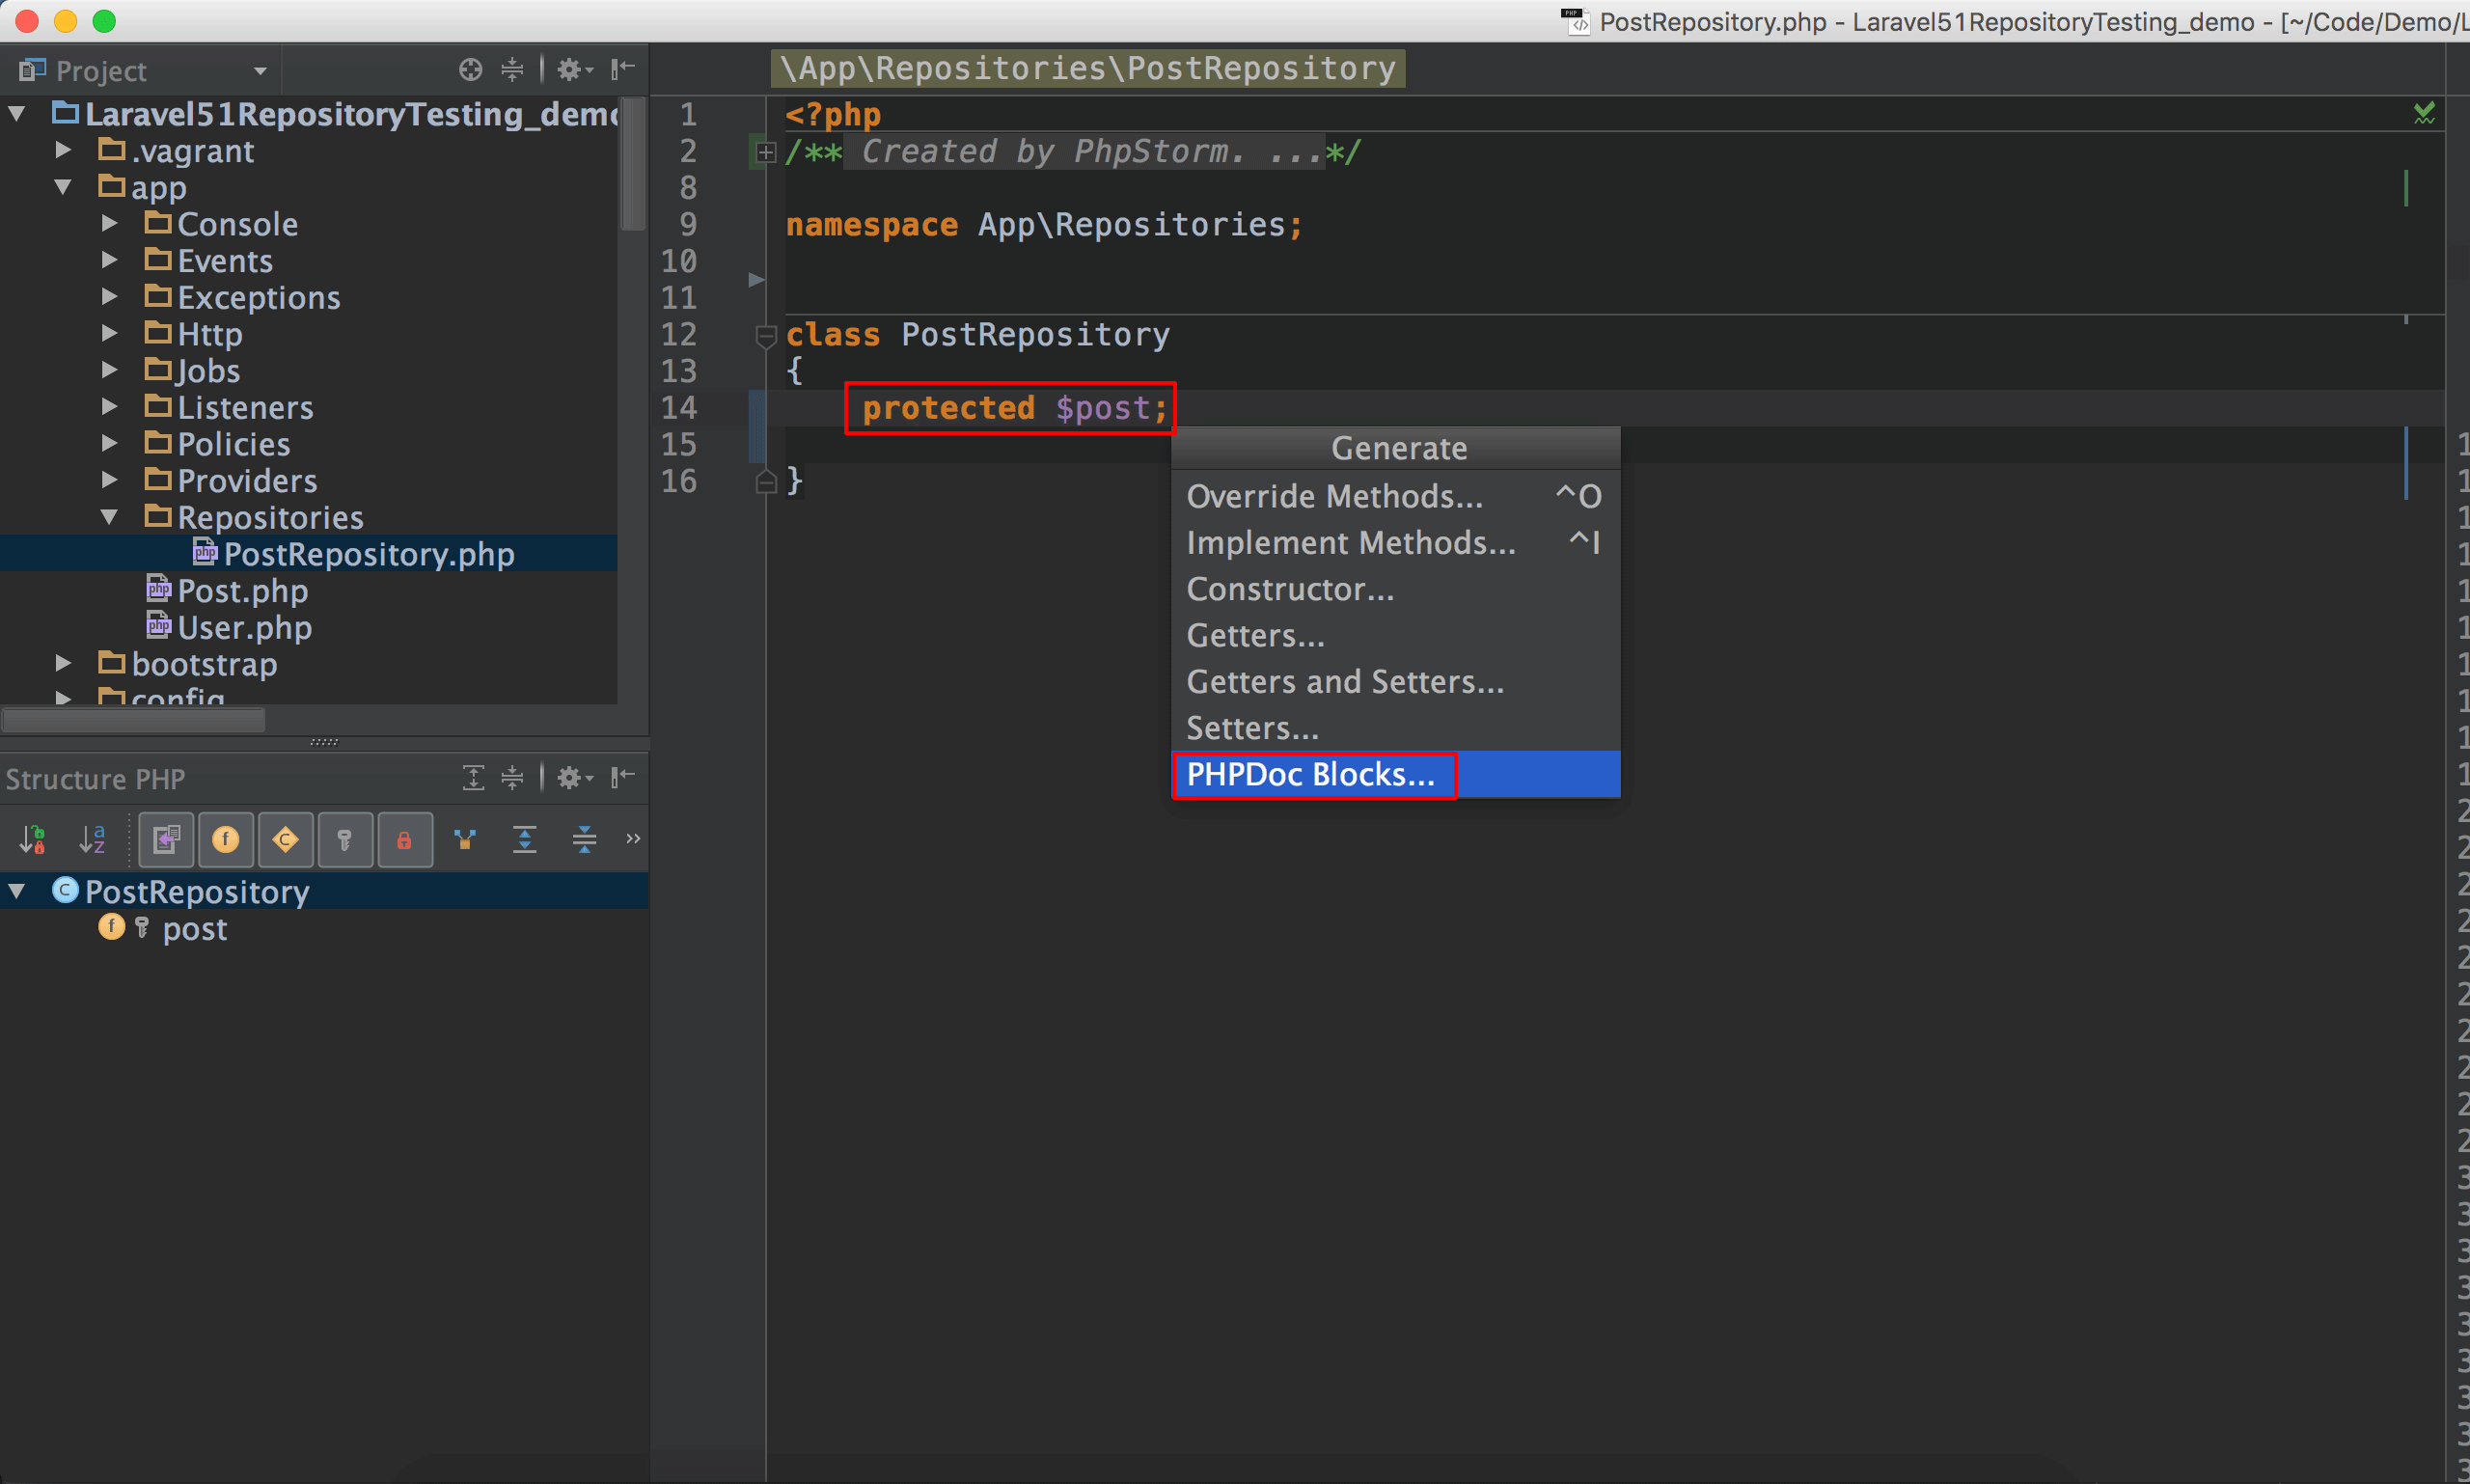 PostRepository.php - Laravel51RepositoryTesting_demo - [~/Code/Demo/L
Project
Laravel51RepositoryTesting_demo
.vagrant
app
Console
Events
Exceptions
Http
Jobs
Listeners
Policies
Providers
Repositories
PostRepository.php
Post.php
User.php
bootstrap
config
Structure PHP
PostRepository
post
\App\Repositories\PostRepository
1 <?php
2 /** Created by PhpStorm. ...*/
8
9 namespace App\Repositories;
10
11
12 class PostRepository
13 {
14 protected $post;
15
16 }
Generate
Override Methods... ^O
Implement Methods... ^I
Constructor...
Getters...
Getters and Setters...
Setters...
PHPDoc Blocks...